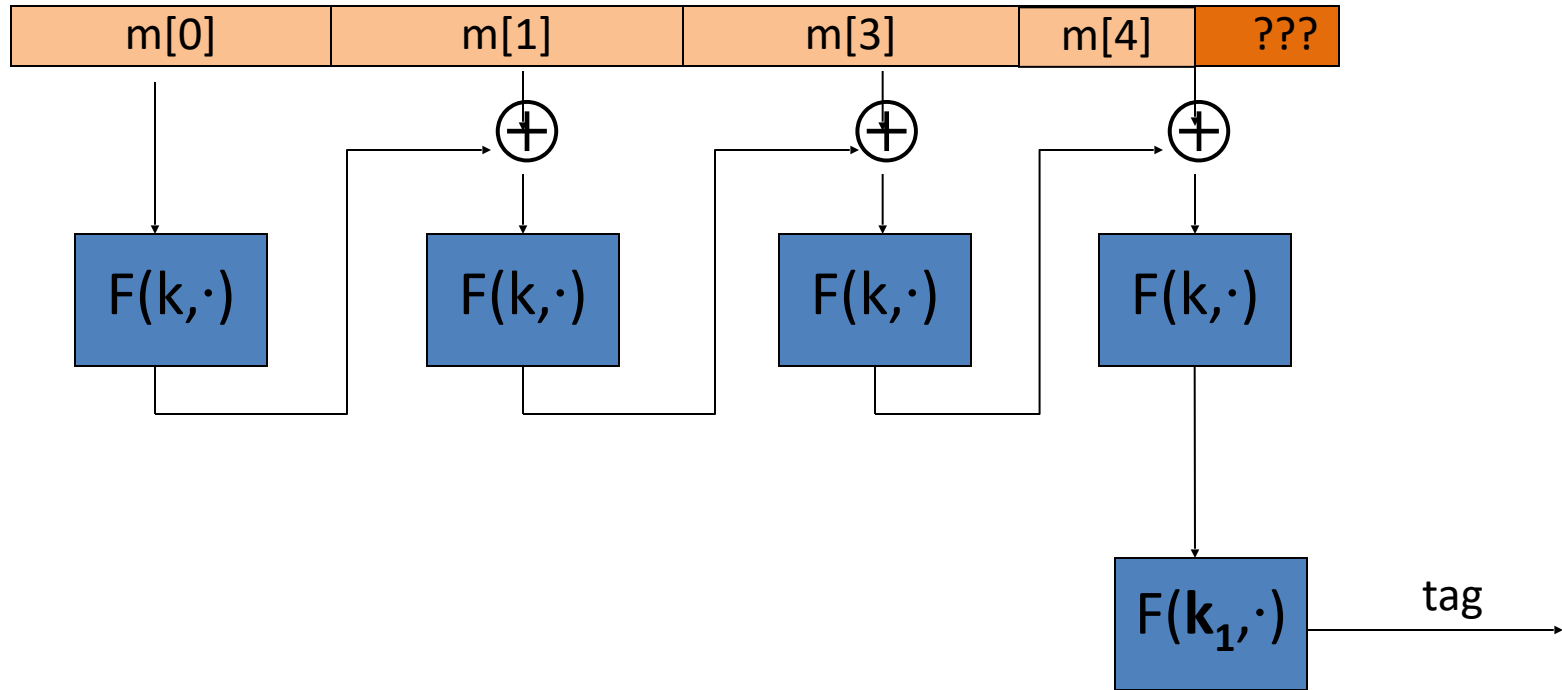 m[0] m[1] m[3] m[4] ???
F(k,·) F(k,·) F(k,·) F(k,·)
F(k₁,·) tag